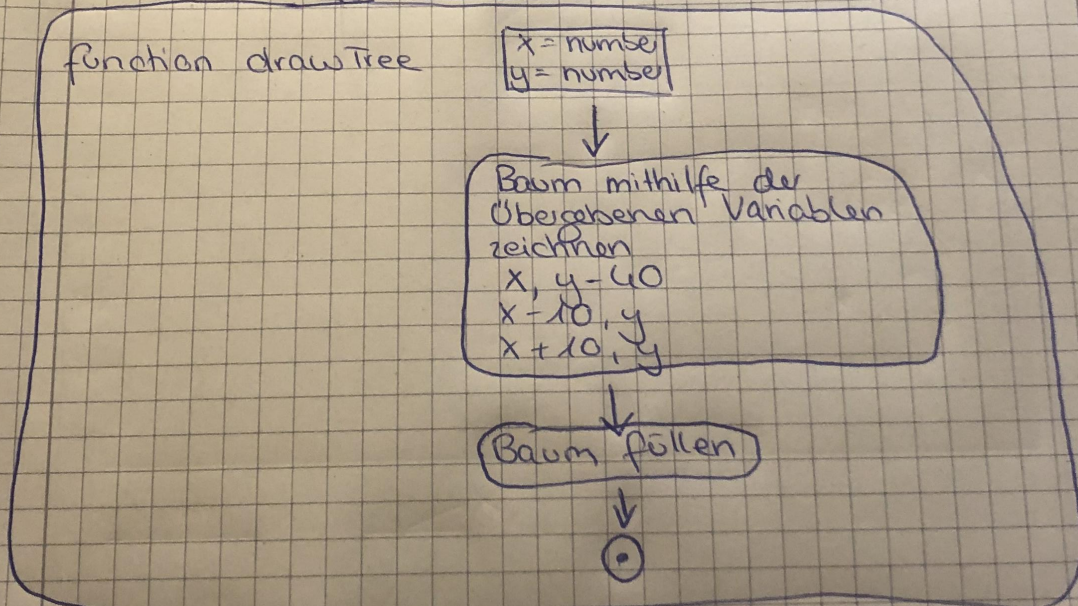 function drawTree
x = number
y = number
Baum mithilfe der
übergebenen Variablen
zeichnen
x, y-40
x-10, y
x+10, y
Baum füllen